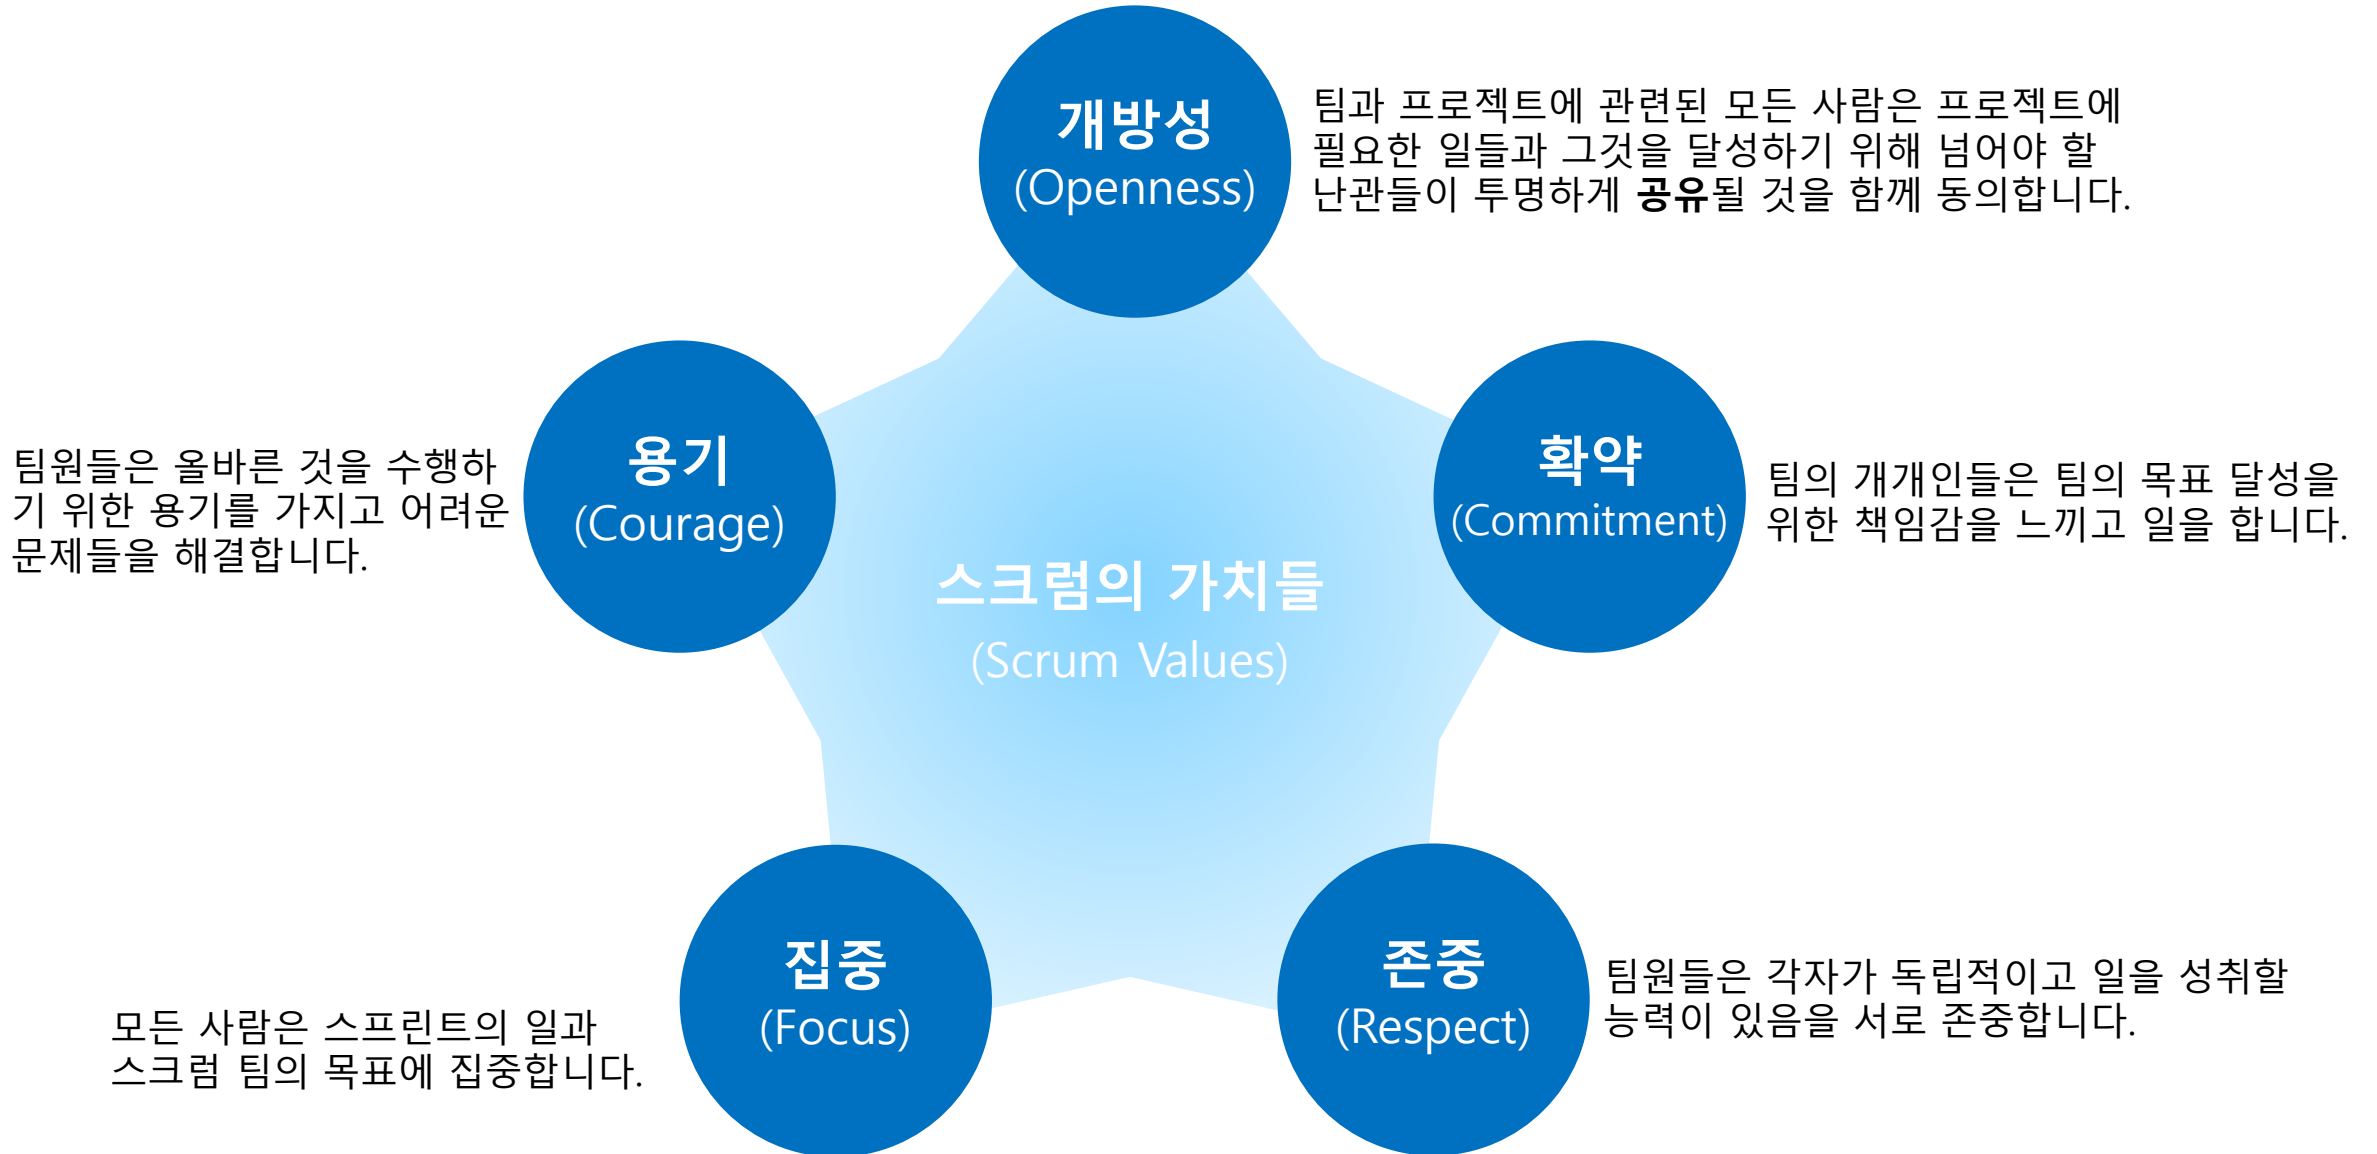 개방성
(Openness)
팀과 프로젝트에 관련된 모든 사람은 프로젝트에
필요한 일들과 그것을 달성하기 위해 넘어야 할
난관들이 투명하게 공유될 것을 함께 동의합니다.
용기
(Courage)
팀원들은 올바른 것을 수행하
기 위한 용기를 가지고 어려운
문제들을 해결합니다.
확약
(Commitment)
팀의 개개인들은 팀의 목표 달성을
위한 책임감을 느끼고 일을 합니다.
스크럼의 가치들
(Scrum Values)
집중
(Focus)
모든 사람은 스프린트의 일과
스크럼 팀의 목표에 집중합니다.
존중
(Respect)
팀원들은 각자가 독립적이고 일을 성취할
능력이 있음을 서로 존중합니다.